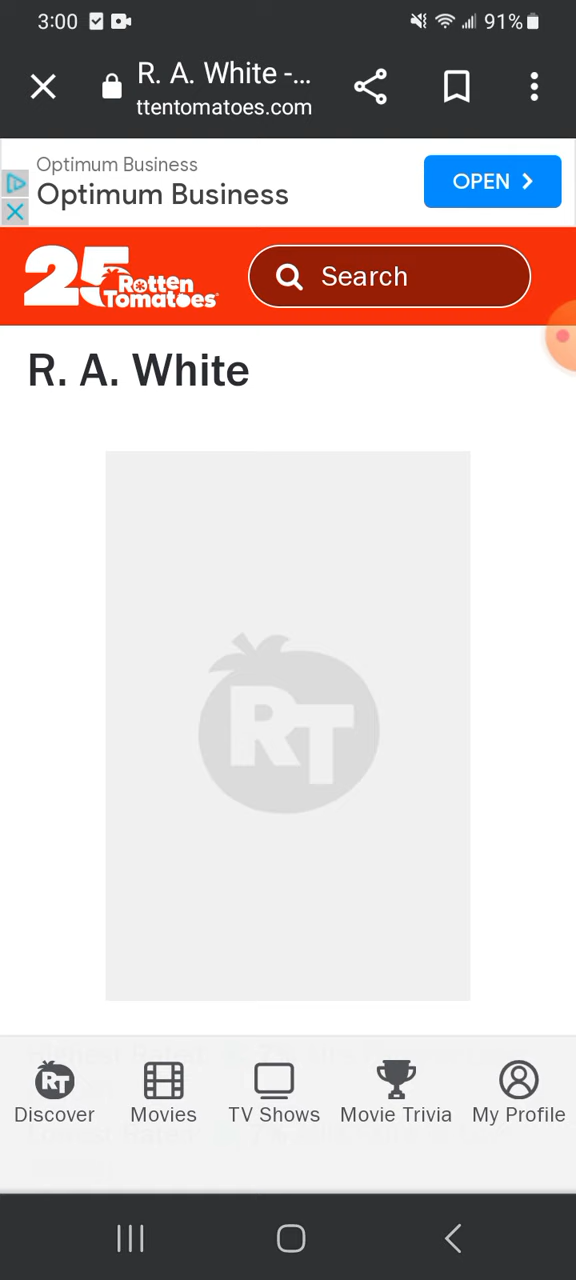 3:00
91%
R. A. White -...
ttentomatoes.com
Optimum Business
Optimum Business
OPEN
25 Rotten Tomatoes
Search
R. A. White
RT
RT
Discover
Movies
TV Shows
Movie Trivia
My Profile